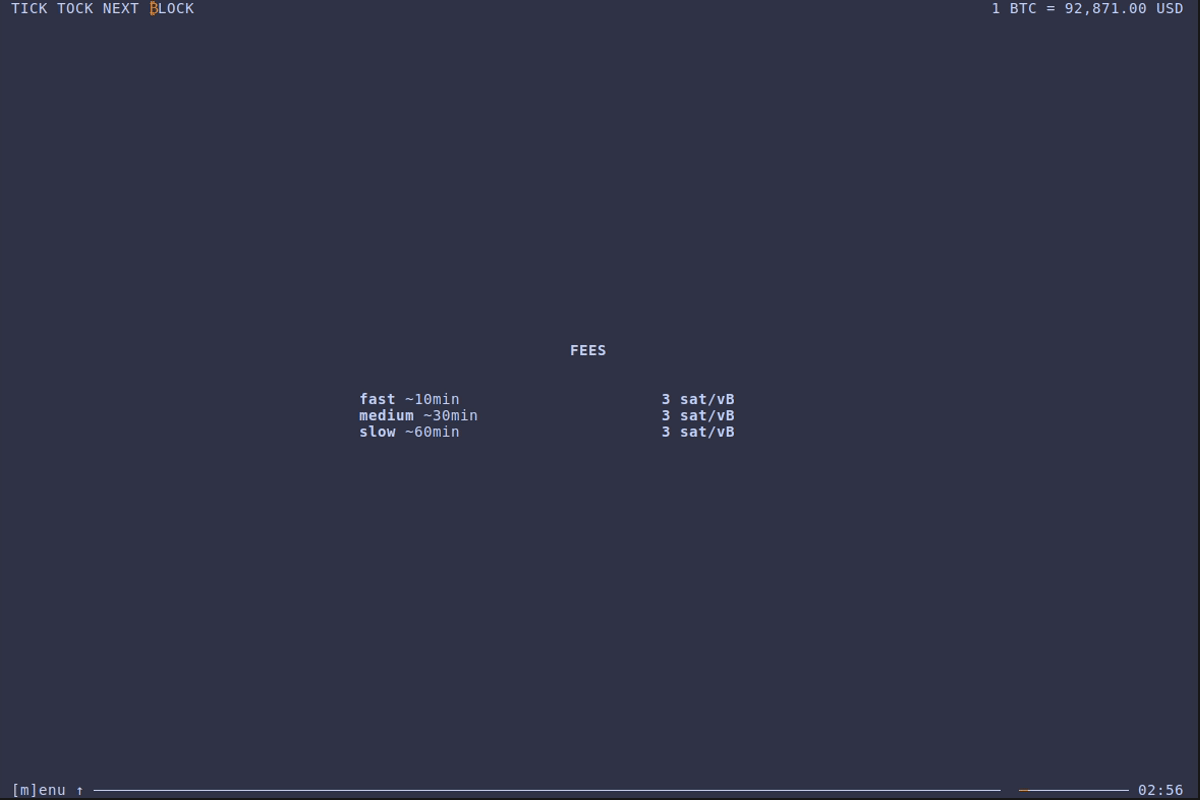 TICK TOCK NEXT ₿LOCK 1 BTC = 92,871.00 USD
FEES
fast ~10min 3 sat/vB
medium ~30min 3 sat/vB
slow ~60min 3 sat/vB
[m]enu ↑ 02:56